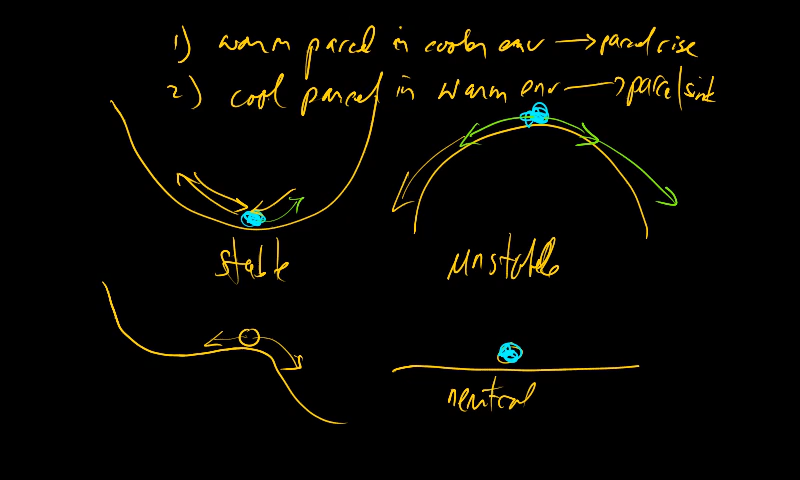 1) warm parcel in cooler env → parcel rise
2) cool parcel in warm env → parcel sink
stable
unstable
neutral